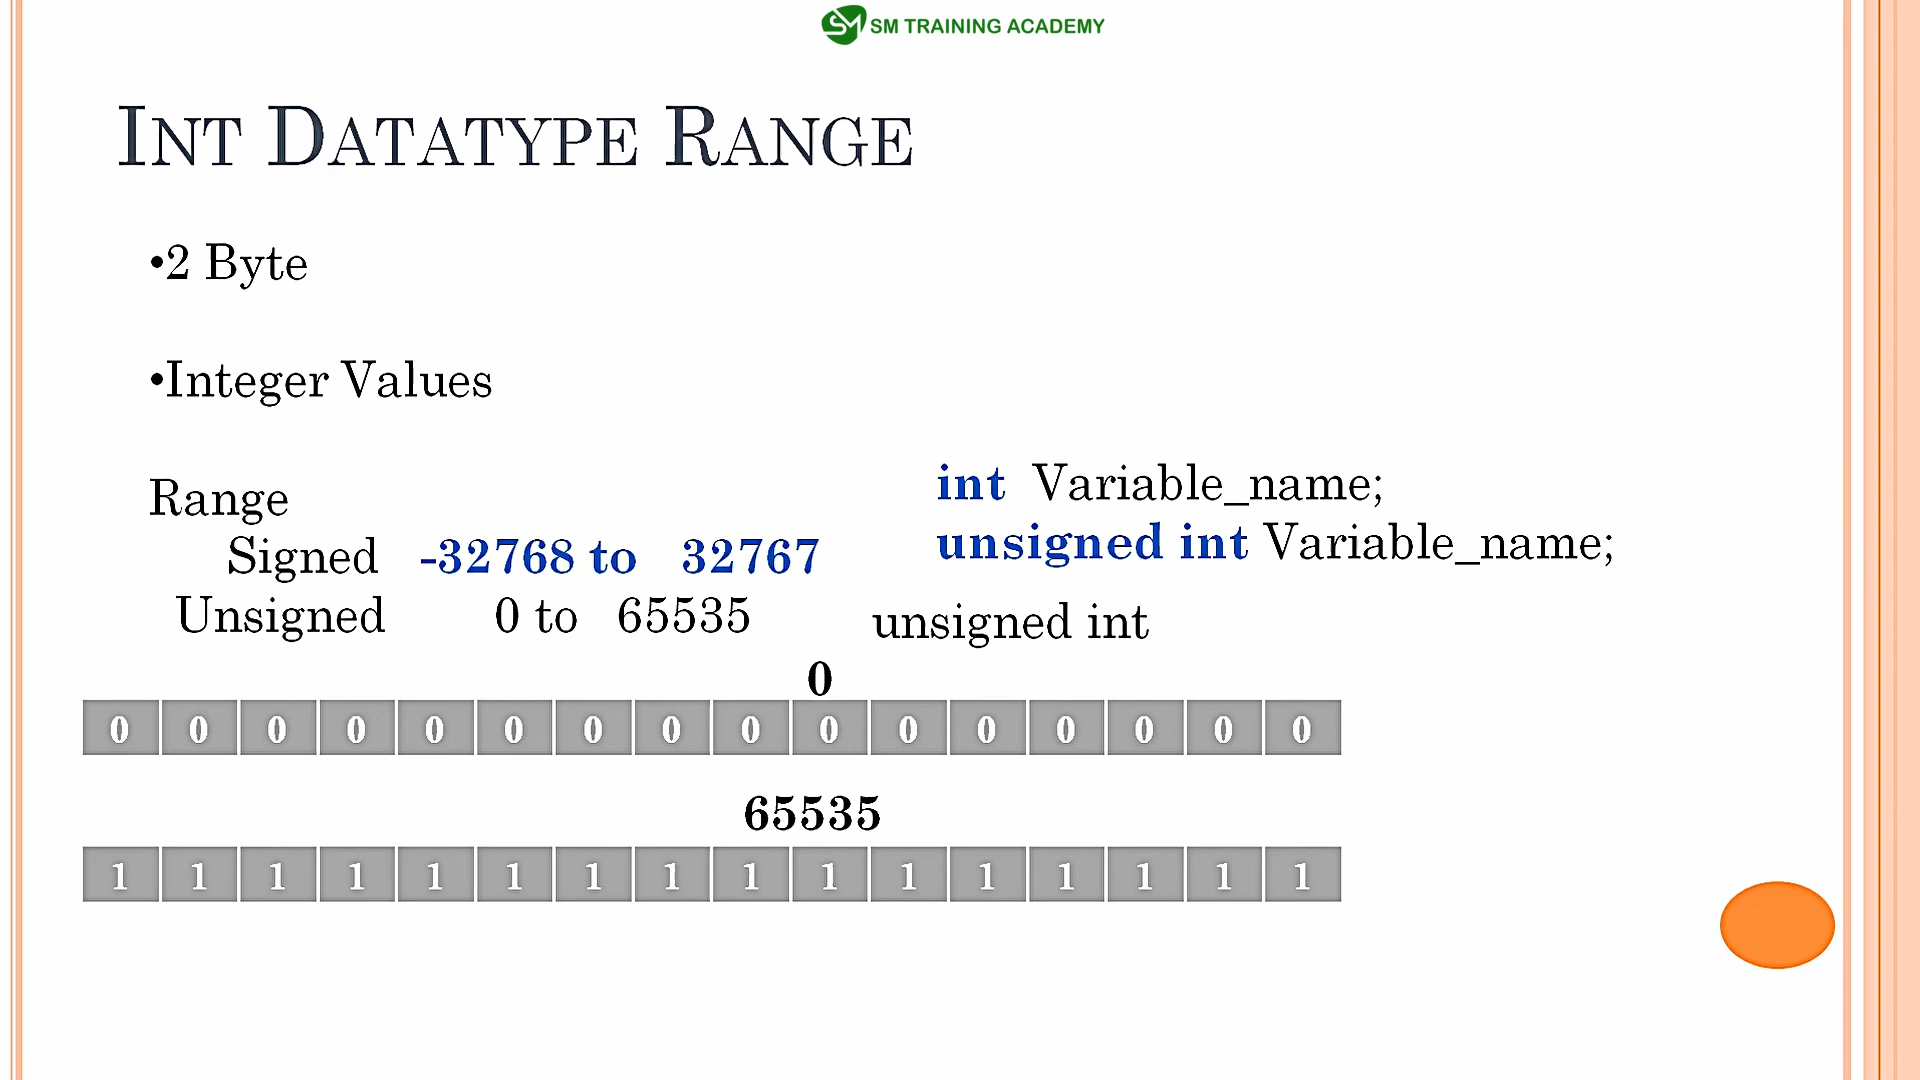 SM TRAINING ACADEMY
INT DATATYPE RANGE
•2 Byte
•Integer Values
Range
Signed -32768 to 32767
Unsigned 0 to 65535
int Variable_name;
unsigned int Variable_name;
unsigned int
0
0 0 0 0 0 0 0 0 0 0 0 0 0 0 0 0
65535
1 1 1 1 1 1 1 1 1 1 1 1 1 1 1 1